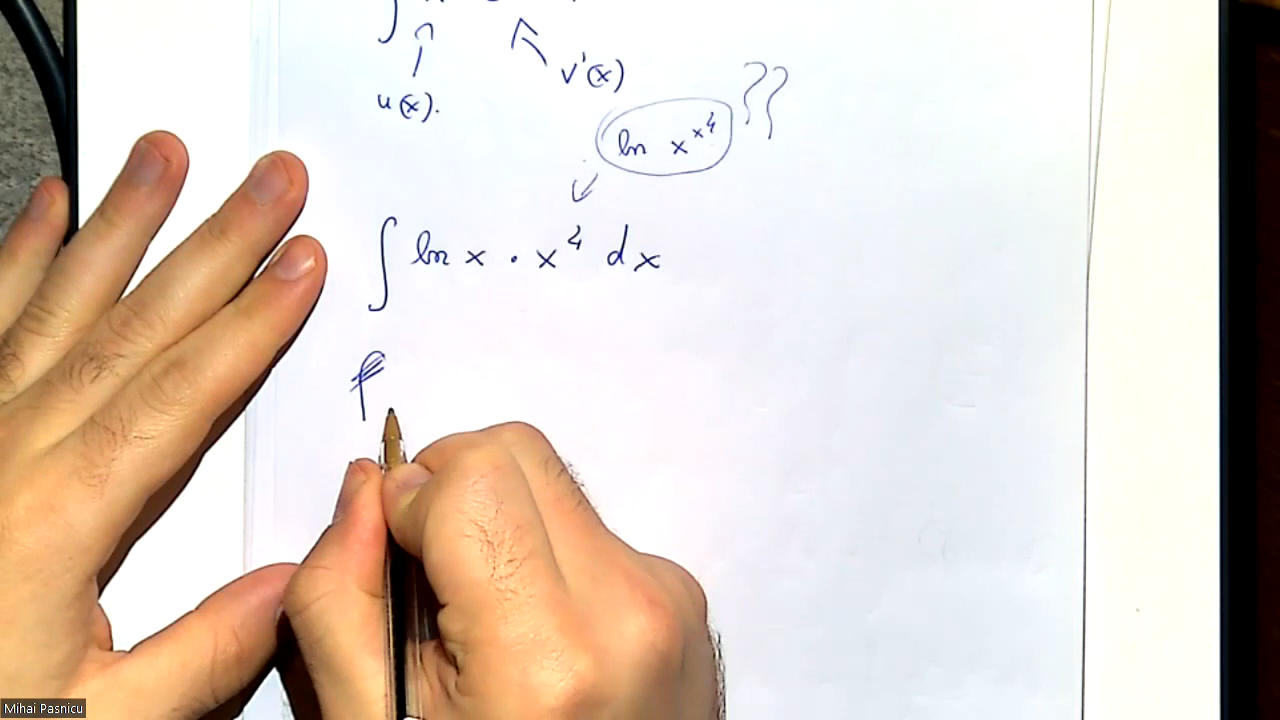 v'(x)
u(x).
ln x^{x^4} ??
∫ ln x · x^4 dx
Mihai Pasnicu